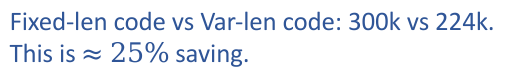 Fixed-len code vs Var-len code: 300k vs 224k.
This is ≈ 25% saving.